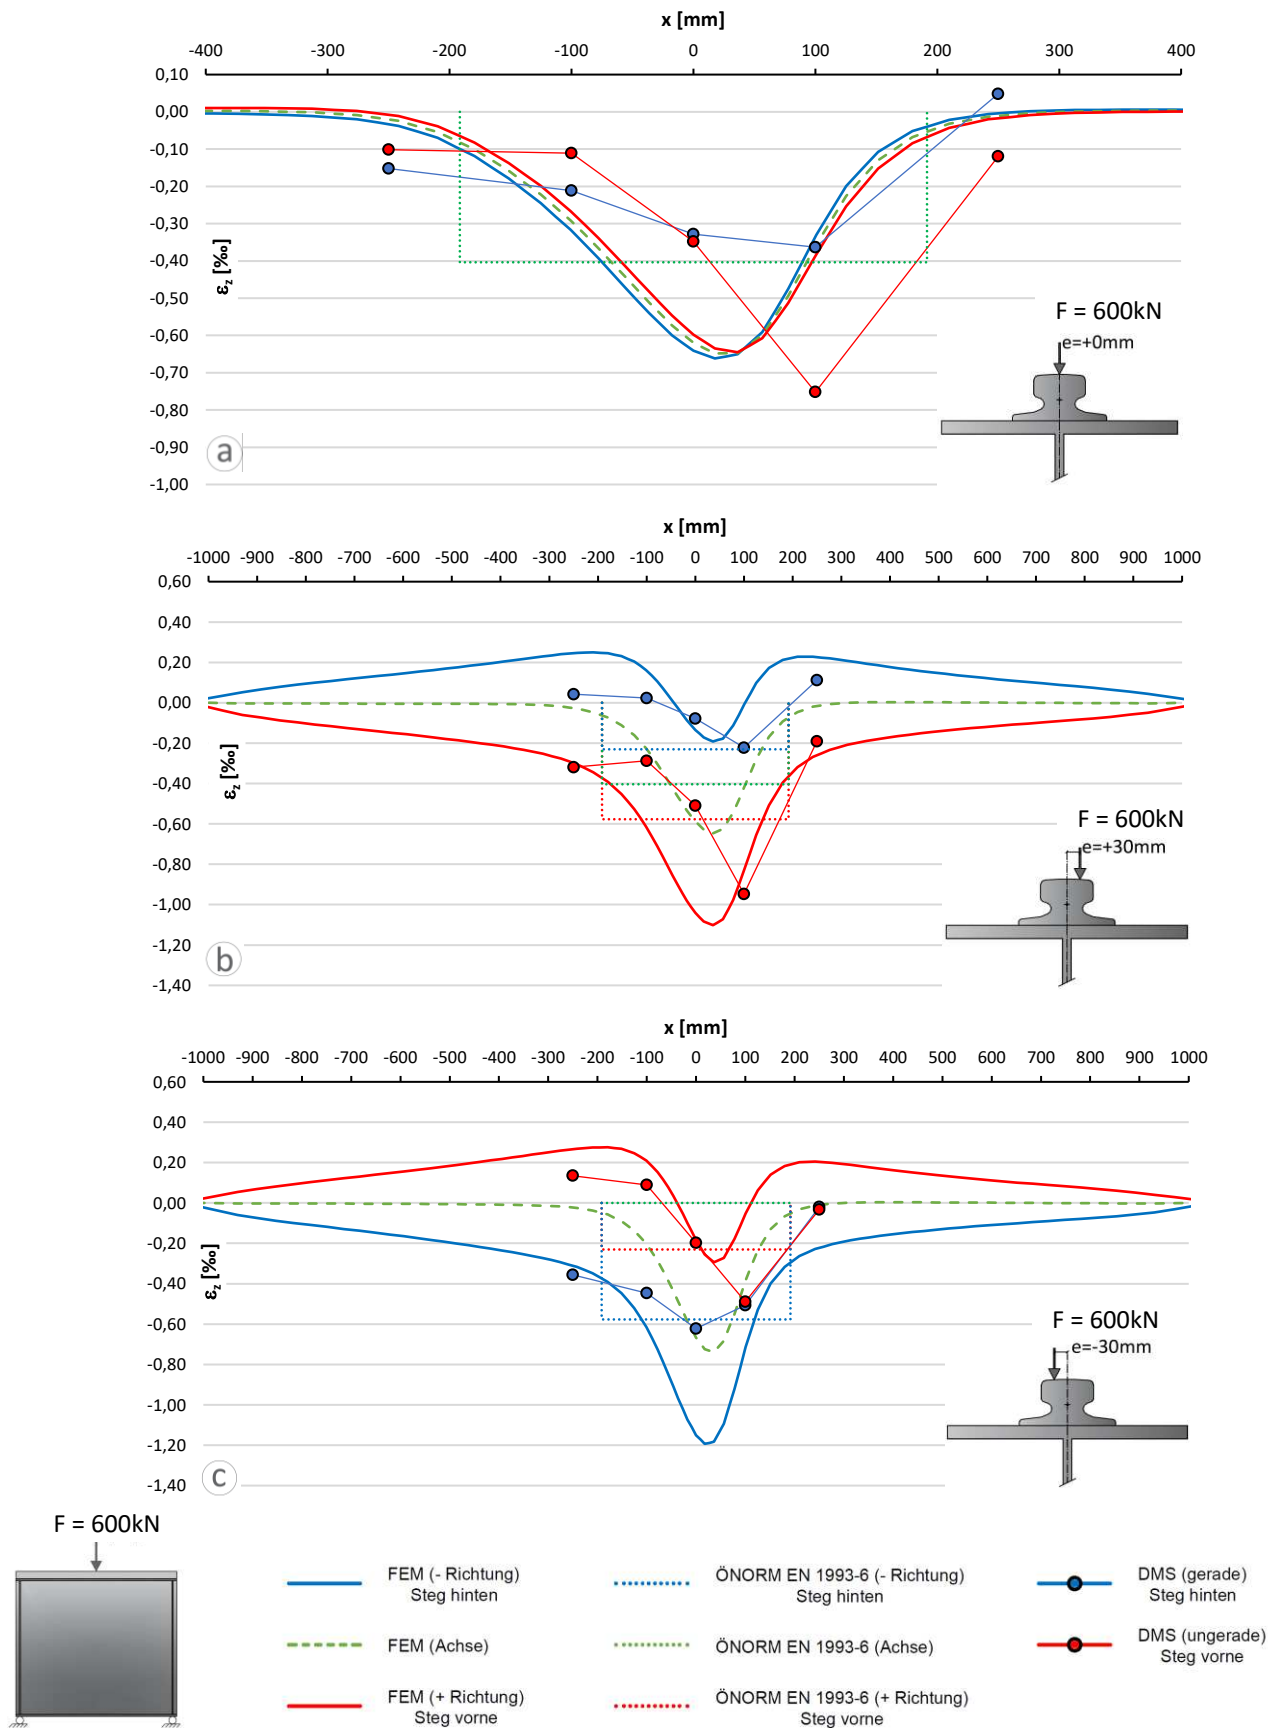 x [mm]
-400 -300 -200 -100 0 100 200 300 400
0,10
0,00
-0,10
-0,20
-0,30
-0,40
-0,50
-0,60
-0,70
-0,80
-0,90
-1,00
εz [‰]
F = 600kN
e=+0mm
a
x [mm]
-1000 -900 -800 -700 -600 -500 -400 -300 -200 -100 0 100 200 300 400 500 600 700 800 900 1000
0,60
0,40
0,20
0,00
-0,20
-0,40
-0,60
-0,80
-1,00
-1,20
-1,40
εz [‰]
F = 600kN
e=+30mm
b
x [mm]
-1000 -900 -800 -700 -600 -500 -400 -300 -200 -100 0 100 200 300 400 500 600 700 800 900 1000
0,60
0,40
0,20
0,00
-0,20
-0,40
-0,60
-0,80
-1,00
-1,20
-1,40
εz [‰]
F = 600kN
e=-30mm
c
F = 600kN
FEM (- Richtung)
Steg hinten
FEM (Achse)
FEM (+ Richtung)
Steg vorne
ÖNORM EN 1993-6 (- Richtung)
Steg hinten
ÖNORM EN 1993-6 (Achse)
ÖNORM EN 1993-6 (+ Richtung)
Steg vorne
DMS (gerade)
Steg hinten
DMS (ungerade)
Steg vorne